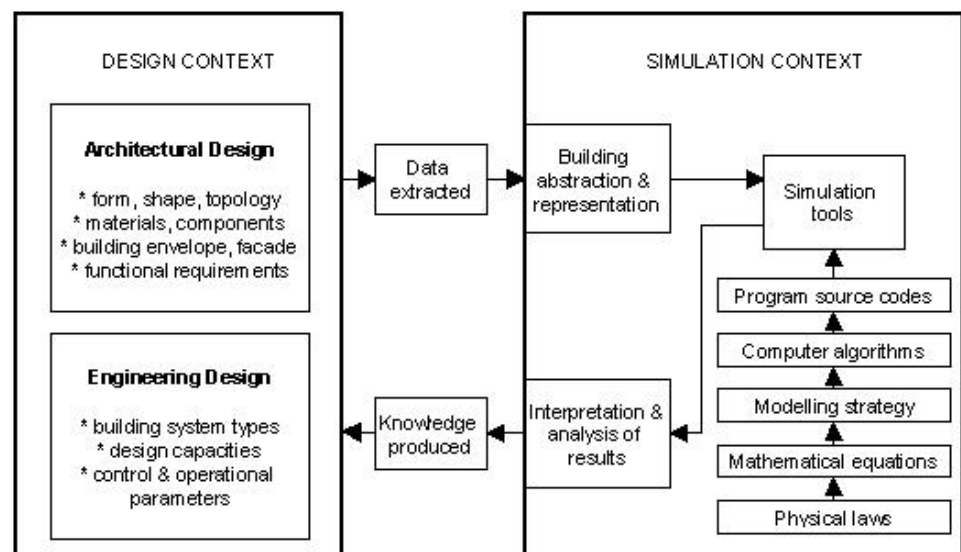 DESIGN CONTEXT
Architectural Design
* form, shape, topology
* materials, components
* building envelope, facade
* functional requirements
Engineering Design
* building system types
* design capacities
* control & operational
parameters
Data
extracted
Knowledge
produced
SIMULATION CONTEXT
Building
abstraction &
representation
Simulation
tools
Program source codes
Computer algorithms
Modelling strategy
Mathematical equations
Physical laws
Interpretation &
analysis of
results